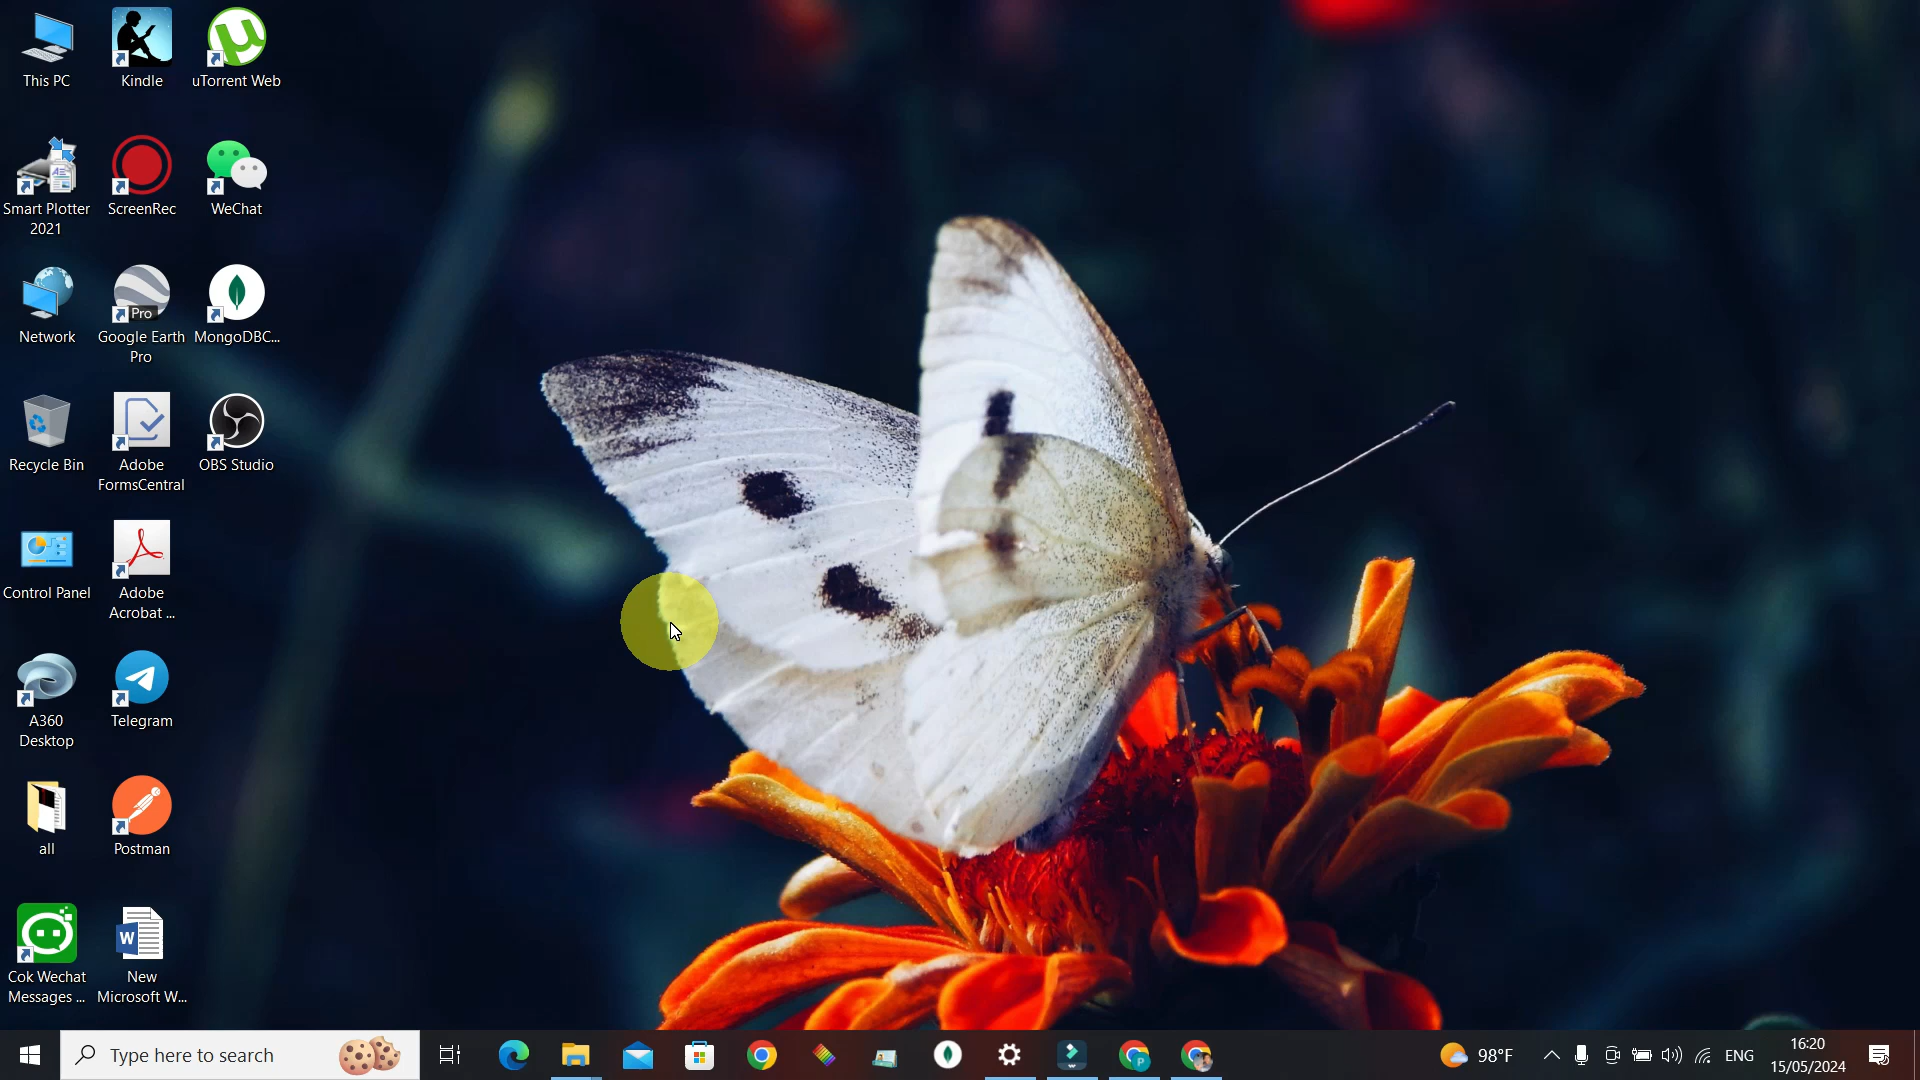 This PC
Kindle
uTorrent Web
Smart Plotter
2021
ScreenRec
WeChat
Network
Pro
Google Earth
Pro
MongoDBC...
Recycle Bin
Adobe
FormsCentral
OBS Studio
Control Panel
Adobe
Acrobat ...
A360
Desktop
Telegram
all
Postman
W
Cok Wechat
Messages ...
New
Microsoft W...
Type here to search
P
98°F
ENG
16:20
15/05/2024